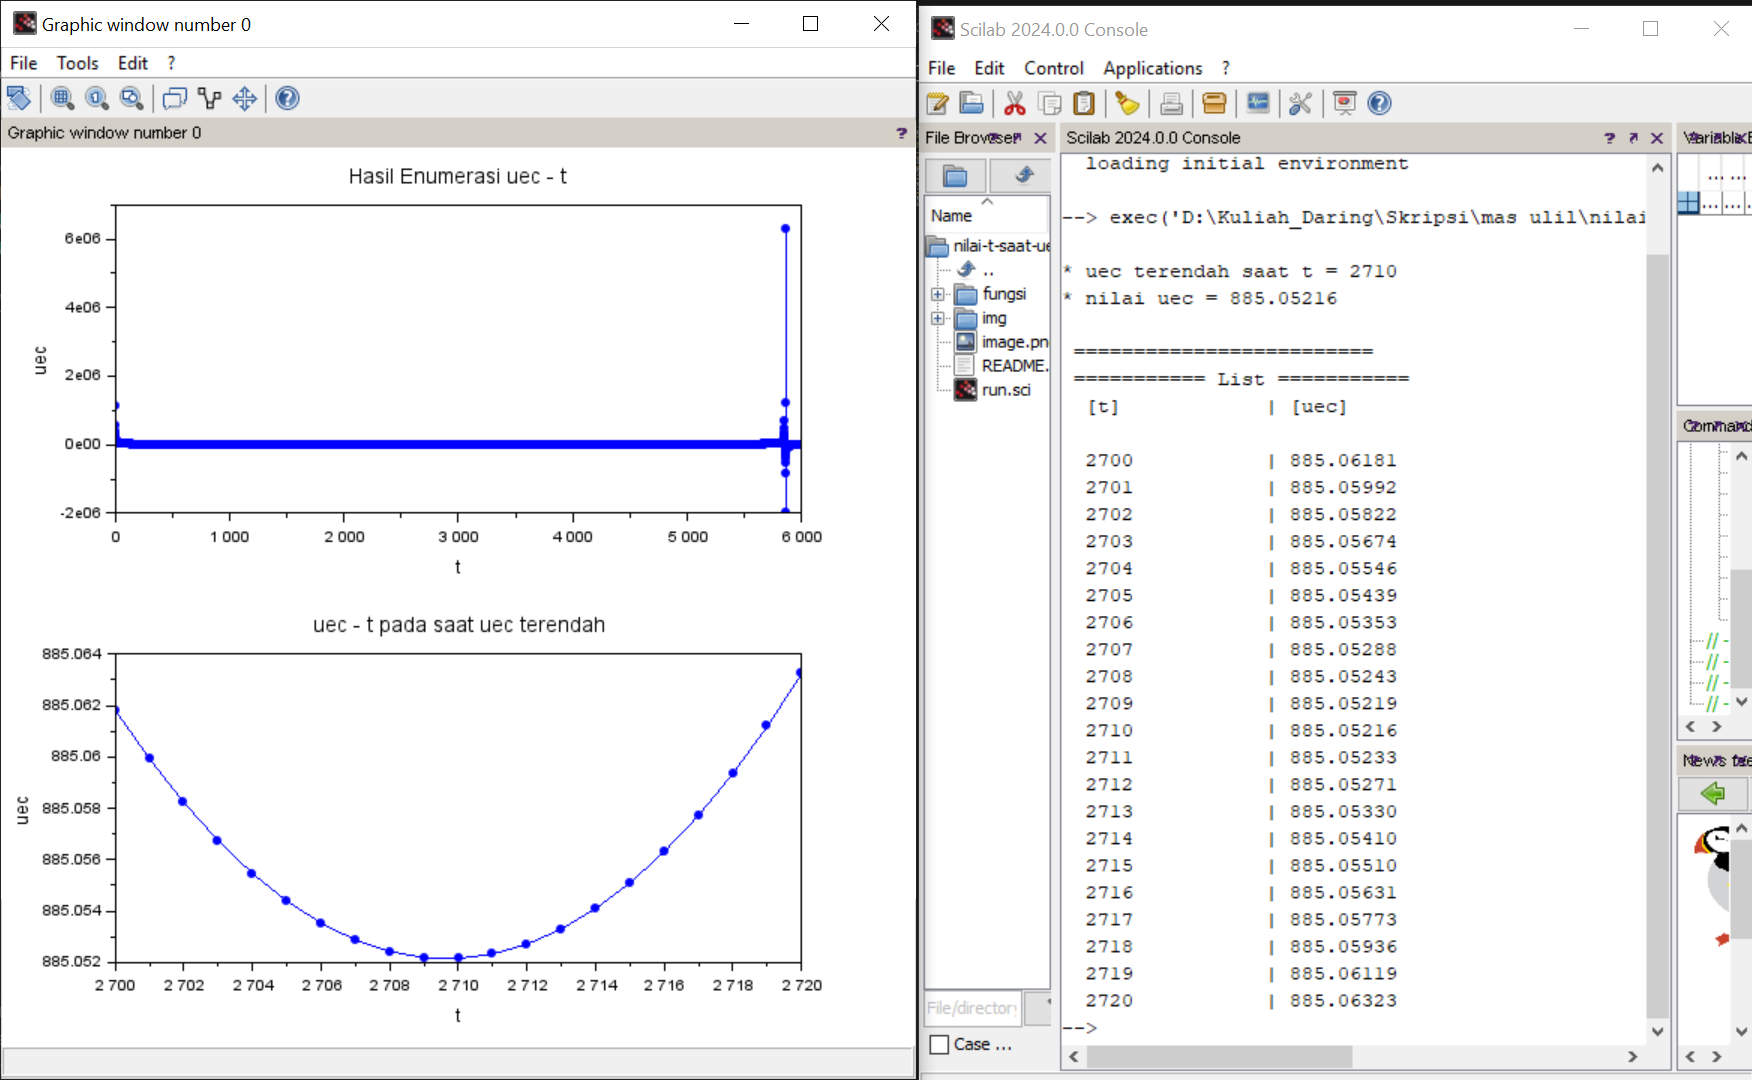 Graphic window number 0
File Tools Edit ?
Graphic window number 0 ?
Hasil Enumerasi uec - t
uec
6e06
4e06
2e06
0e00
-2e06
0 1 000 2 000 3 000 4 000 5 000 6 000
t
uec - t pada saat uec terendah
uec
885.064
885.062
885.06
885.058
885.056
885.054
885.052
2 700 2 702 2 704 2 706 2 708 2 710 2 712 2 714 2 716 2 718 2 720
t
Scilab 2024.0.0 Console
File Edit Control Applications ?
File Browser
Name
nilai-t-saat-ue
..
fungsi
img
image.pn
README.
run.sci
File/directory
Case ...
Scilab 2024.0.0 Console ?
loading initial environment
--> exec('D:\Kuliah_Daring\Skripsi\mas ulil\nilai
* uec terendah saat t = 2710
* nilai uec = 885.05216
=========================
=========== List ===========
[t] | [uec]
2700 | 885.06181
2701 | 885.05992
2702 | 885.05822
2703 | 885.05674
2704 | 885.05546
2705 | 885.05439
2706 | 885.05353
2707 | 885.05288
2708 | 885.05243
2709 | 885.05219
2710 | 885.05216
2711 | 885.05233
2712 | 885.05271
2713 | 885.05330
2714 | 885.05410
2715 | 885.05510
2716 | 885.05631
2717 | 885.05773
2718 | 885.05936
2719 | 885.06119
2720 | 885.06323
-->
... ...
... ...
// -
// -
// -
// -